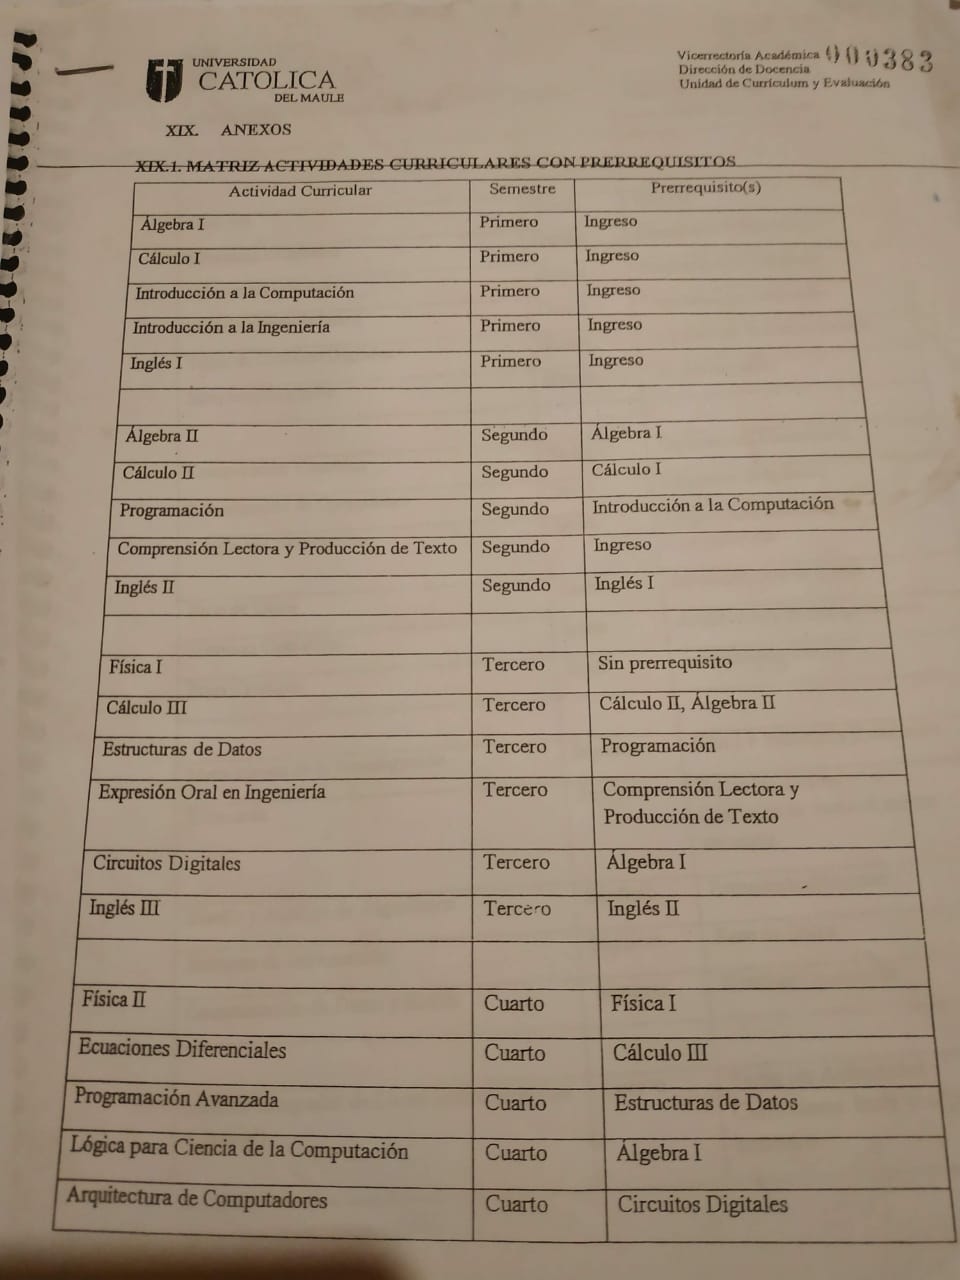 UNIVERSIDAD
CATOLICA
DEL MAULE
Vicerrectoría Académica 000383
Dirección de Docencia
Unidad de Curriculum y Evaluación
XIX. ANEXOS
XIX.1. MATRIZ ACTIVIDADES CURRICULARES CON PRERREQUISITOS
Actividad Curricular Semestre Prerrequisito(s)
Álgebra I Primero Ingreso
Cálculo I Primero Ingreso
Introducción a la Computación Primero Ingreso
Introducción a la Ingeniería Primero Ingreso
Inglés I Primero Ingreso
Álgebra II Segundo Álgebra I
Cálculo II Segundo Cálculo I
Programación Segundo Introducción a la Computación
Comprensión Lectora y Producción de Texto Segundo Ingreso
Inglés II Segundo Inglés I
Física I Tercero Sin prerrequisito
Cálculo III Tercero Cálculo II, Álgebra II
Estructuras de Datos Tercero Programación
Expresión Oral en Ingeniería Tercero Comprensión Lectora y
Producción de Texto
Circuitos Digitales Tercero Álgebra I
Inglés III Tercero Inglés II
Física II Cuarto Física I
Ecuaciones Diferenciales Cuarto Cálculo III
Programación Avanzada Cuarto Estructuras de Datos
Lógica para Ciencia de la Computación Cuarto Álgebra I
Arquitectura de Computadores Cuarto Circuitos Digitales